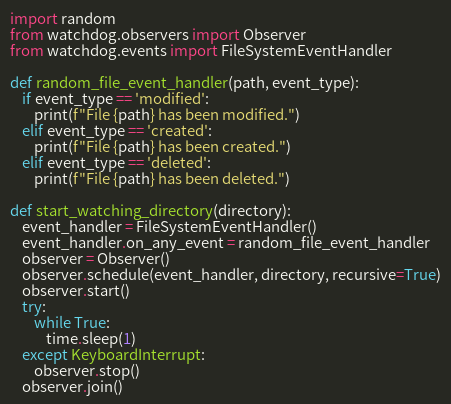 import random
from watchdog.observers import Observer
from watchdog.events import FileSystemEventHandler

def random_file_event_handler(path, event_type):
    if event_type == 'modified':
        print(f"File {path} has been modified.")
    elif event_type == 'created':
        print(f"File {path} has been created.")
    elif event_type == 'deleted':
        print(f"File {path} has been deleted.")

def start_watching_directory(directory):
    event_handler = FileSystemEventHandler()
    event_handler.on_any_event = random_file_event_handler
    observer = Observer()
    observer.schedule(event_handler, directory, recursive=True)
    observer.start()
    try:
        while True:
            time.sleep(1)
    except KeyboardInterrupt:
        observer.stop()
    observer.join()